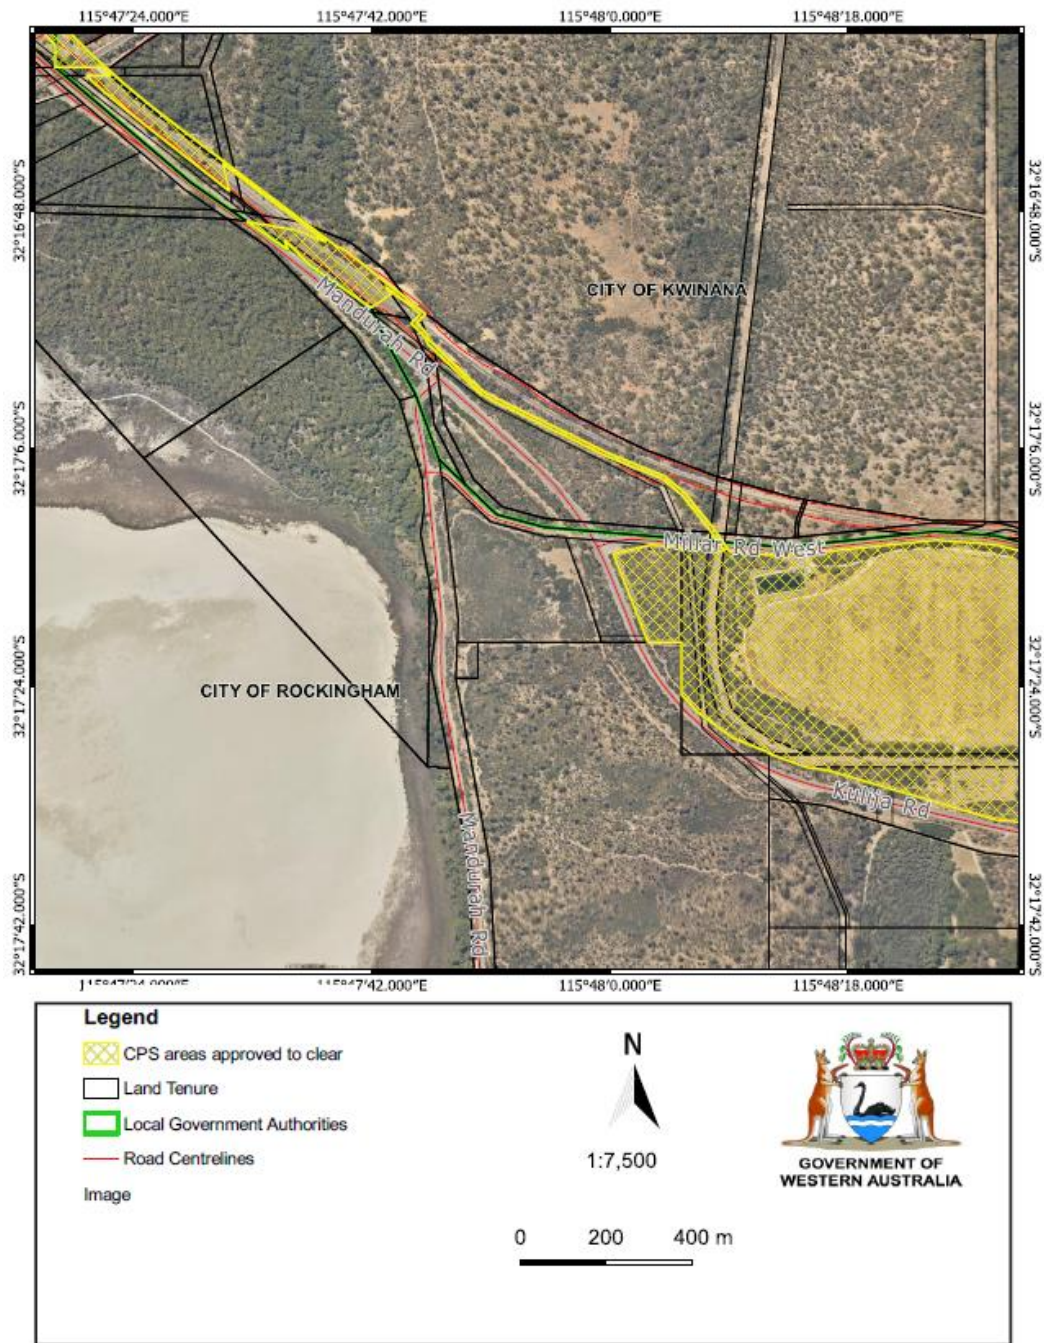 115°47'24.000"E 115°47'42.000"E 115°48'0.000"E 115°48'18.000"E
32°16'48.000"S
32°16'48.000"S
CITY OF KWINANA
Mandurah Rd
32°17'6.000"S
32°17'6.000"S
Millar Rd West
32°17'24.000"S
32°17'24.000"S
CITY OF ROCKINGHAM
Kulija Rd
Mandurah Rd
32°17'42.000"S
32°17'42.000"S
115°47'24.000"E 115°47'42.000"E 115°48'0.000"E 115°48'18.000"E
Legend
CPS areas approved to clear
Land Tenure
Local Government Authorities
Road Centrelines
Image
N
1:7,500
0 200 400 m
GOVERNMENT OF
WESTERN AUSTRALIA